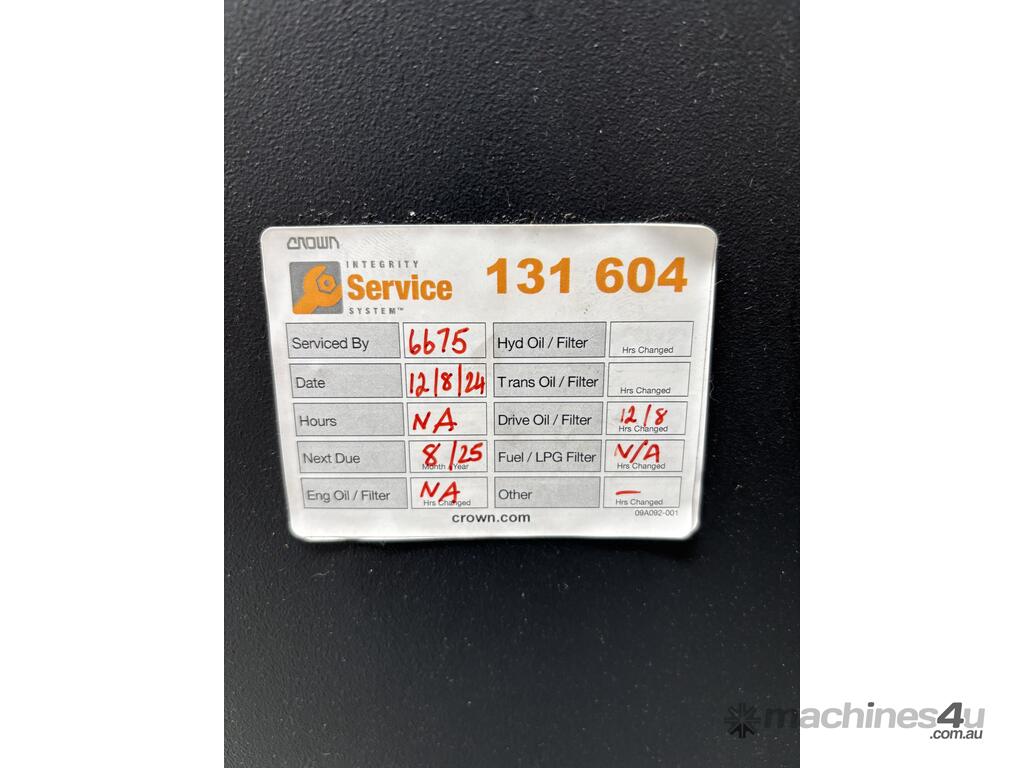 CROWN
INTEGRITY
Service
SYSTEM™
131 604
Serviced By 6675 Hyd Oil / Filter Hrs Changed
Date 12/8/24 Trans Oil / Filter Hrs Changed
Hours NA Drive Oil / Filter 12/8 Hrs Changed
Next Due 8/25 Month / Year Fuel / LPG Filter N/A Hrs Changed
Eng Oil / Filter NA Hrs Changed Other — Hrs Changed
crown.com
09A092-001
machines4u
.com.au